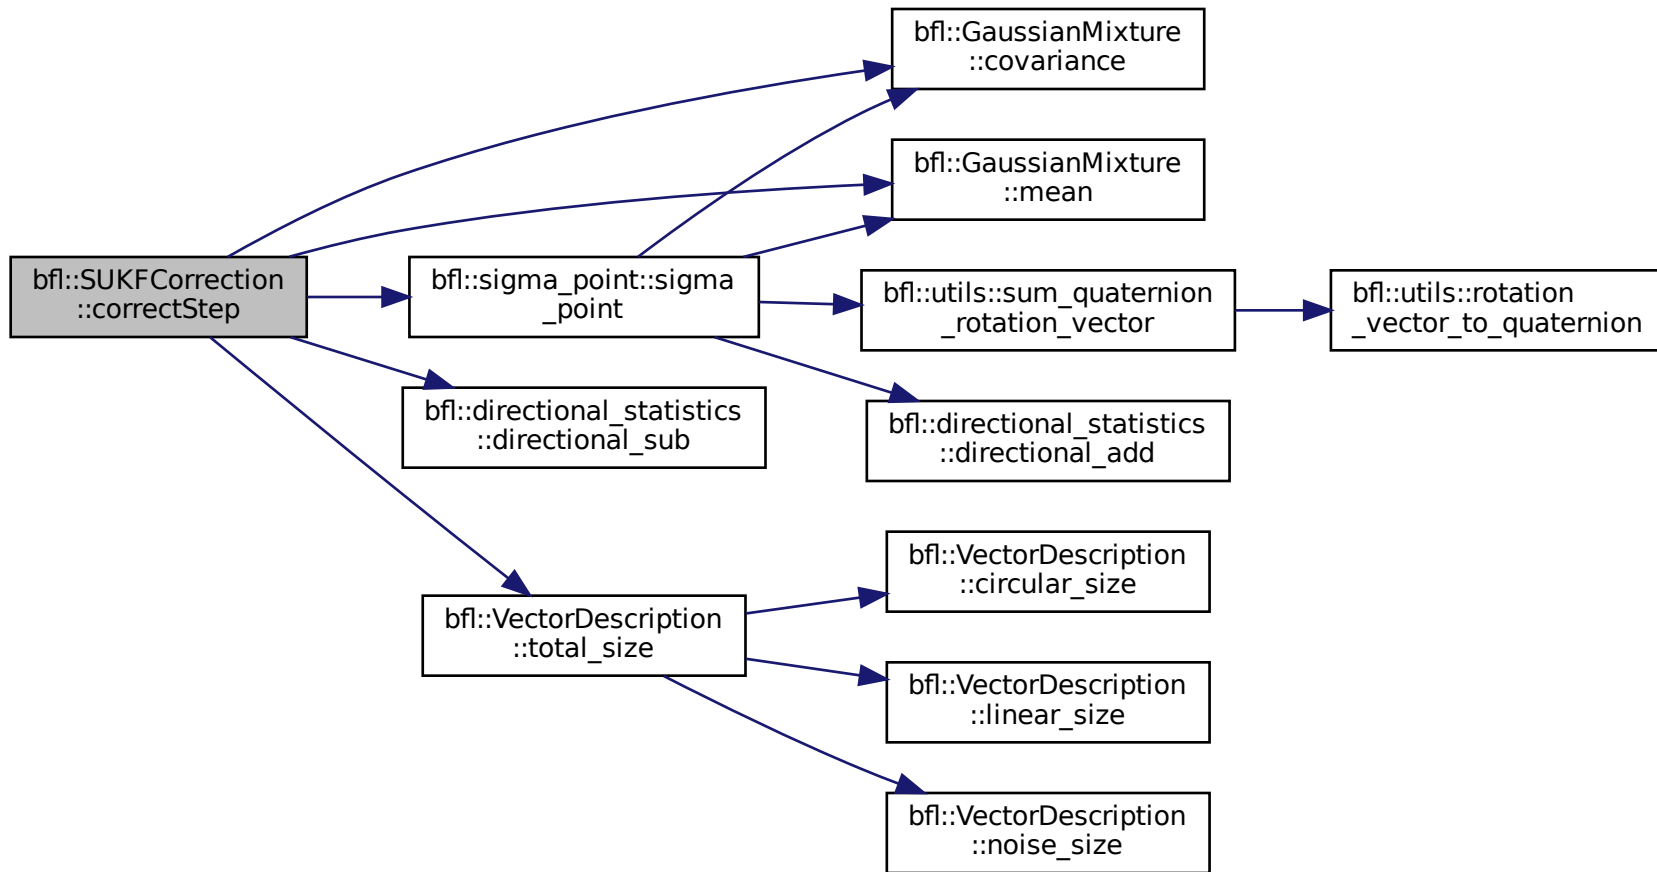 bfl::GaussianMixture
::covariance
bfl::GaussianMixture
::mean
bfl::SUKFCorrection
::correctStep
bfl::sigma_point::sigma
_point
bfl::utils::sum_quaternion
_rotation_vector
bfl::utils::rotation
_vector_to_quaternion
bfl::directional_statistics
::directional_sub
bfl::directional_statistics
::directional_add
bfl::VectorDescription
::circular_size
bfl::VectorDescription
::total_size
bfl::VectorDescription
::linear_size
bfl::VectorDescription
::noise_size